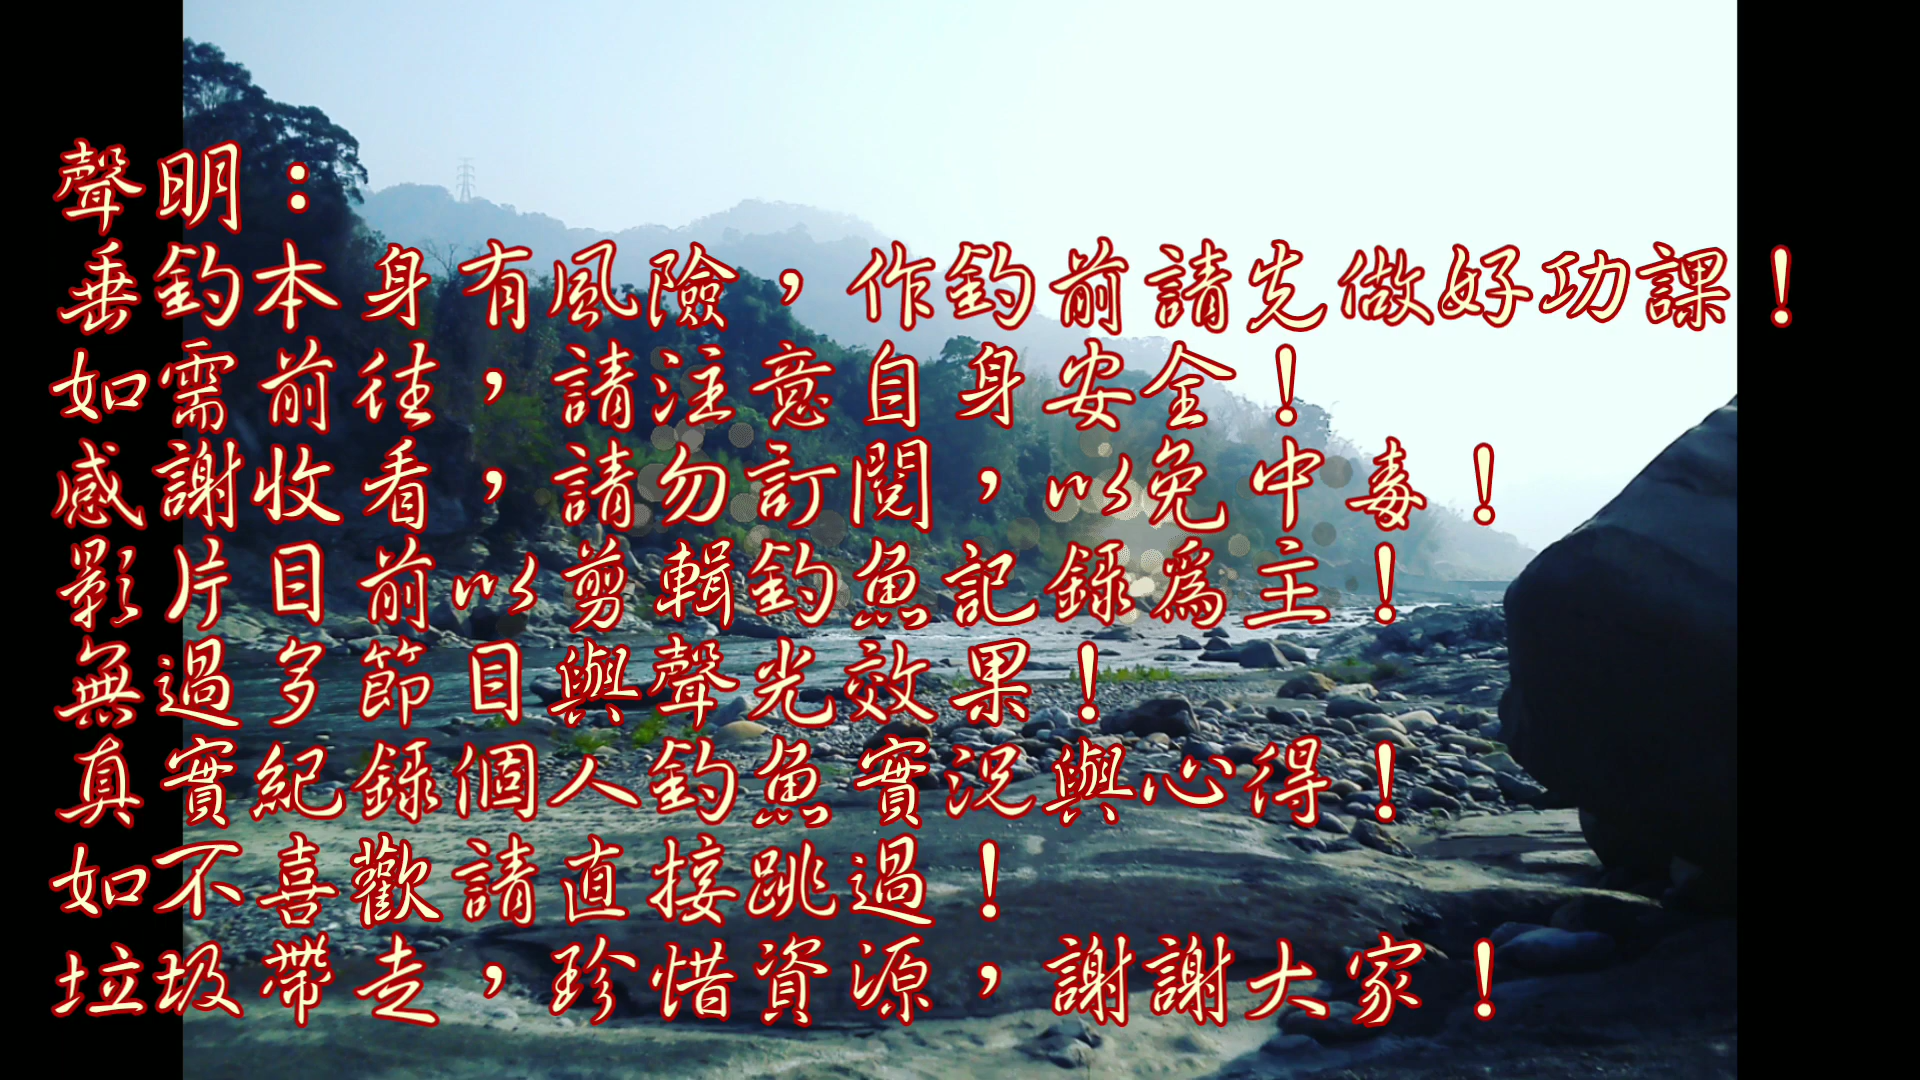 聲明：
垂釣本身有風險，作釣前請先做好功課！
如需前往，請注意自身安全！
感謝收看，請勿訂閱，以免中毒！
影片目前以剪輯釣魚記錄為主！
無過多節目與聲光效果！
真實紀錄個人釣魚實況與心得！
如不喜歡請直接跳過！
垃圾帶走，珍惜資源，謝謝大家！